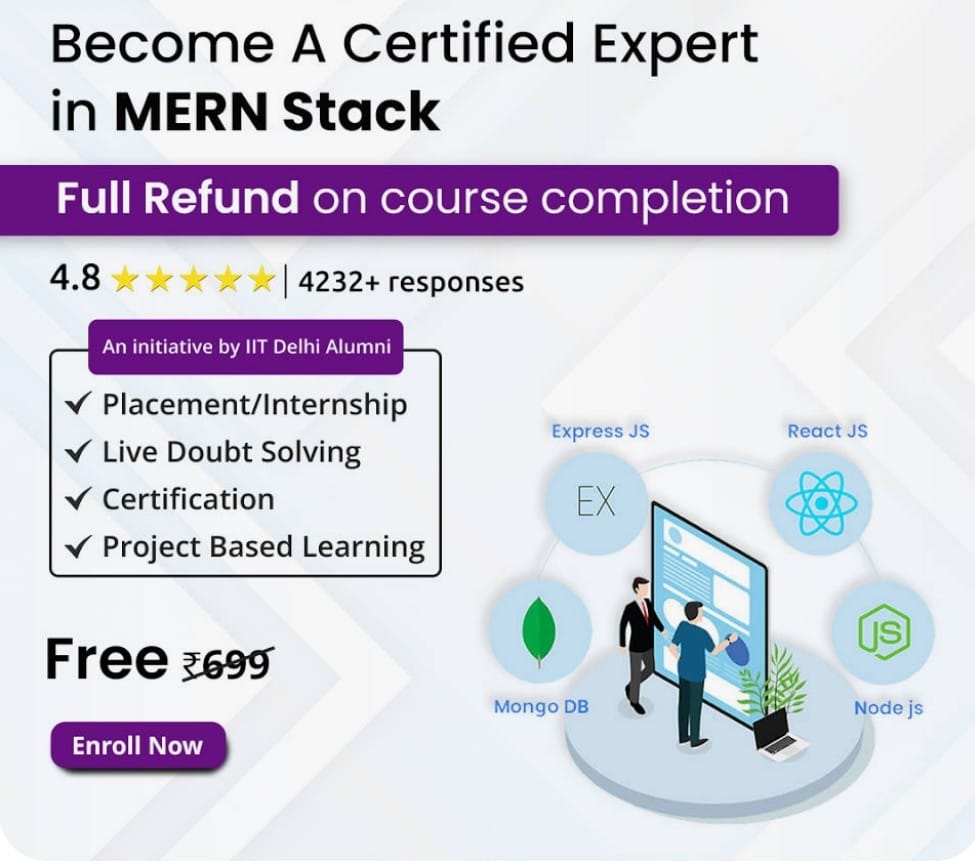 Become A Certified Expert
in MERN Stack
Full Refund on course completion
4.8 | 4232+ responses
An initiative by IIT Delhi Alumni
Placement/Internship
Live Doubt Solving
Certification
Project Based Learning
Express JS
React JS
EX
JS
Mongo DB
Node js
Free ₹699
Enroll Now